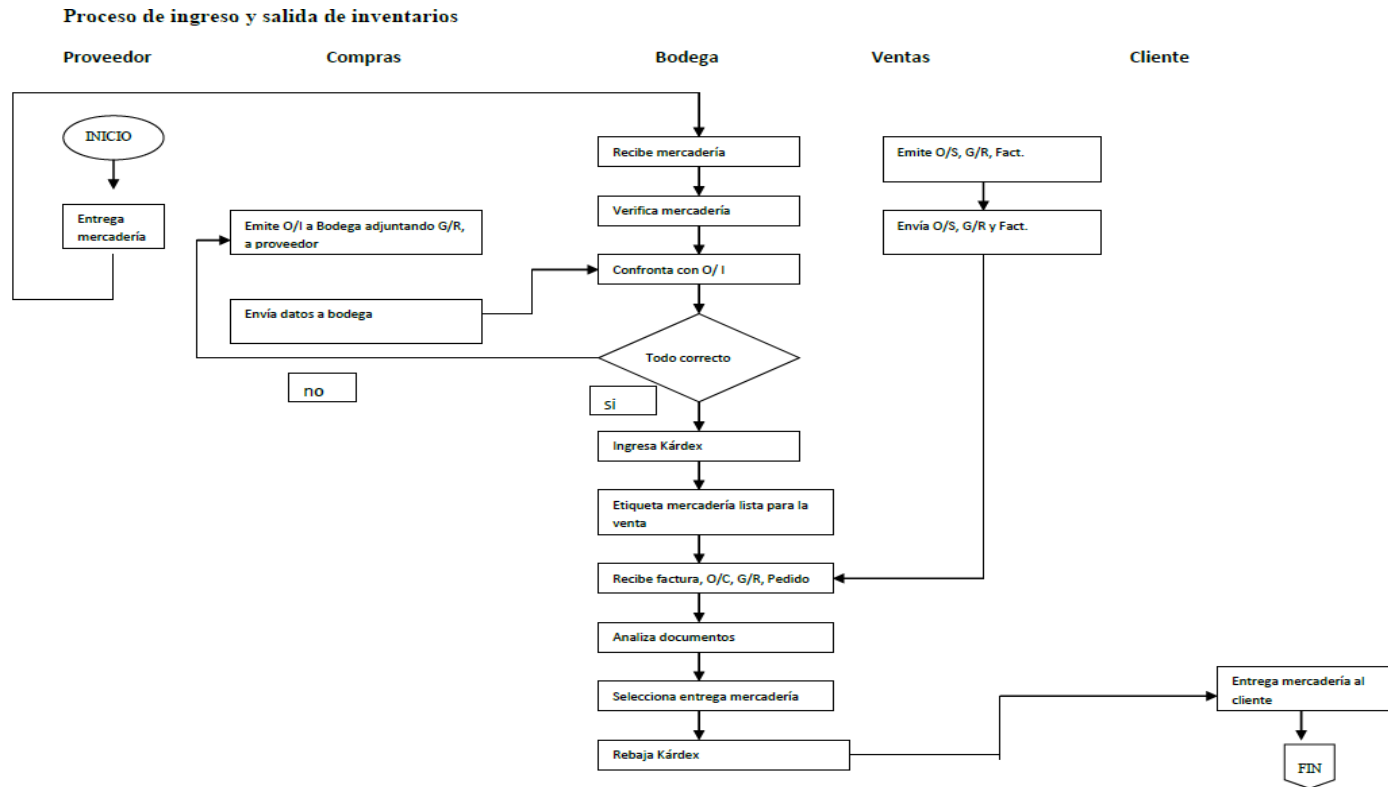 Proceso de ingreso y salida de inventarios
Proveedor
Compras
Bodega
Ventas
Cliente
INICIO
Entrega
mercadería
Emite O/I a Bodega adjuntando G/R,
a proveedor
Envía datos a bodega
Recibe mercadería
Verifica mercadería
Confronta con O/ I
Todo correcto
no
si
Ingresa Kárdex
Etiqueta mercadería lista para la
venta
Recibe factura, O/C, G/R, Pedido
Analiza documentos
Selecciona entrega mercadería
Rebaja Kárdex
Emite O/S, G/R, Fact.
Envía O/S, G/R y Fact.
Entrega mercadería al
cliente
FIN